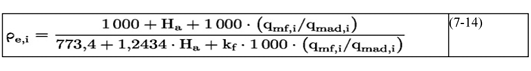 ρe,i = (1 000 + Ha + 1 000 · (qmf,i/qmad,i)) / (773,4 + 1,2434 · Ha + kf · 1 000 · (qmf,i/qmad,i)) (7-14)